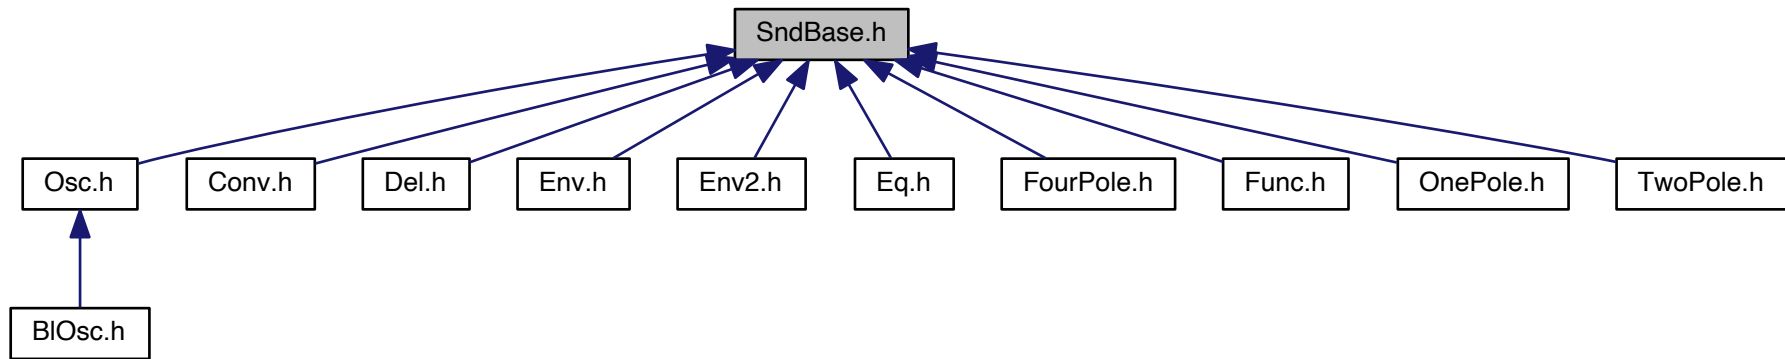 SndBase.h
Osc.h
Conv.h
Del.h
Env.h
Env2.h
Eq.h
FourPole.h
Func.h
OnePole.h
TwoPole.h
BlOsc.h